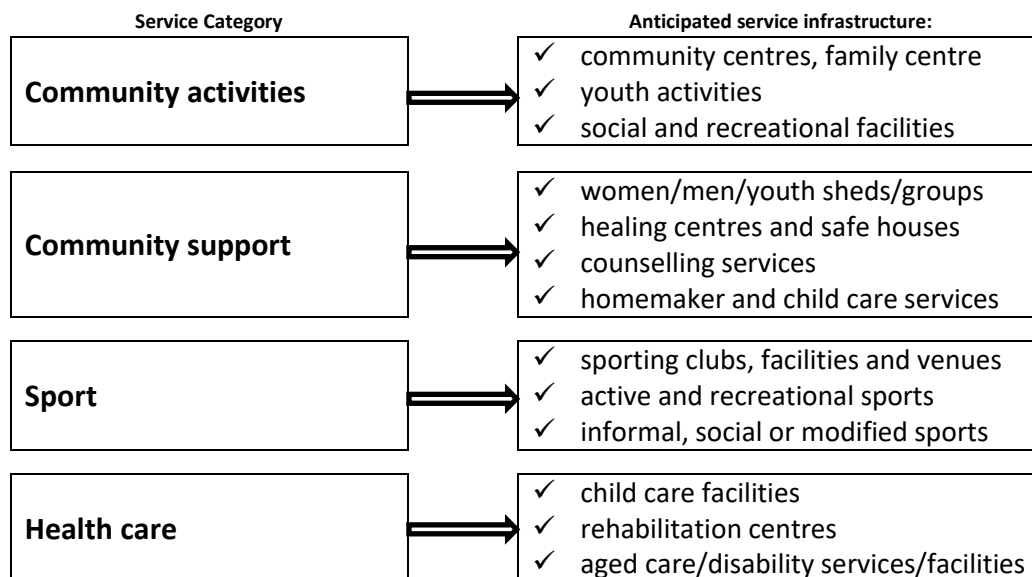 Service Category
Anticipated service infrastructure:
Community activities
✓ community centres, family centre
✓ youth activities
✓ social and recreational facilities
Community support
✓ women/men/youth sheds/groups
✓ healing centres and safe houses
✓ counselling services
✓ homemaker and child care services
Sport
✓ sporting clubs, facilities and venues
✓ active and recreational sports
✓ informal, social or modified sports
Health care
✓ child care facilities
✓ rehabilitation centres
✓ aged care/disability services/facilities